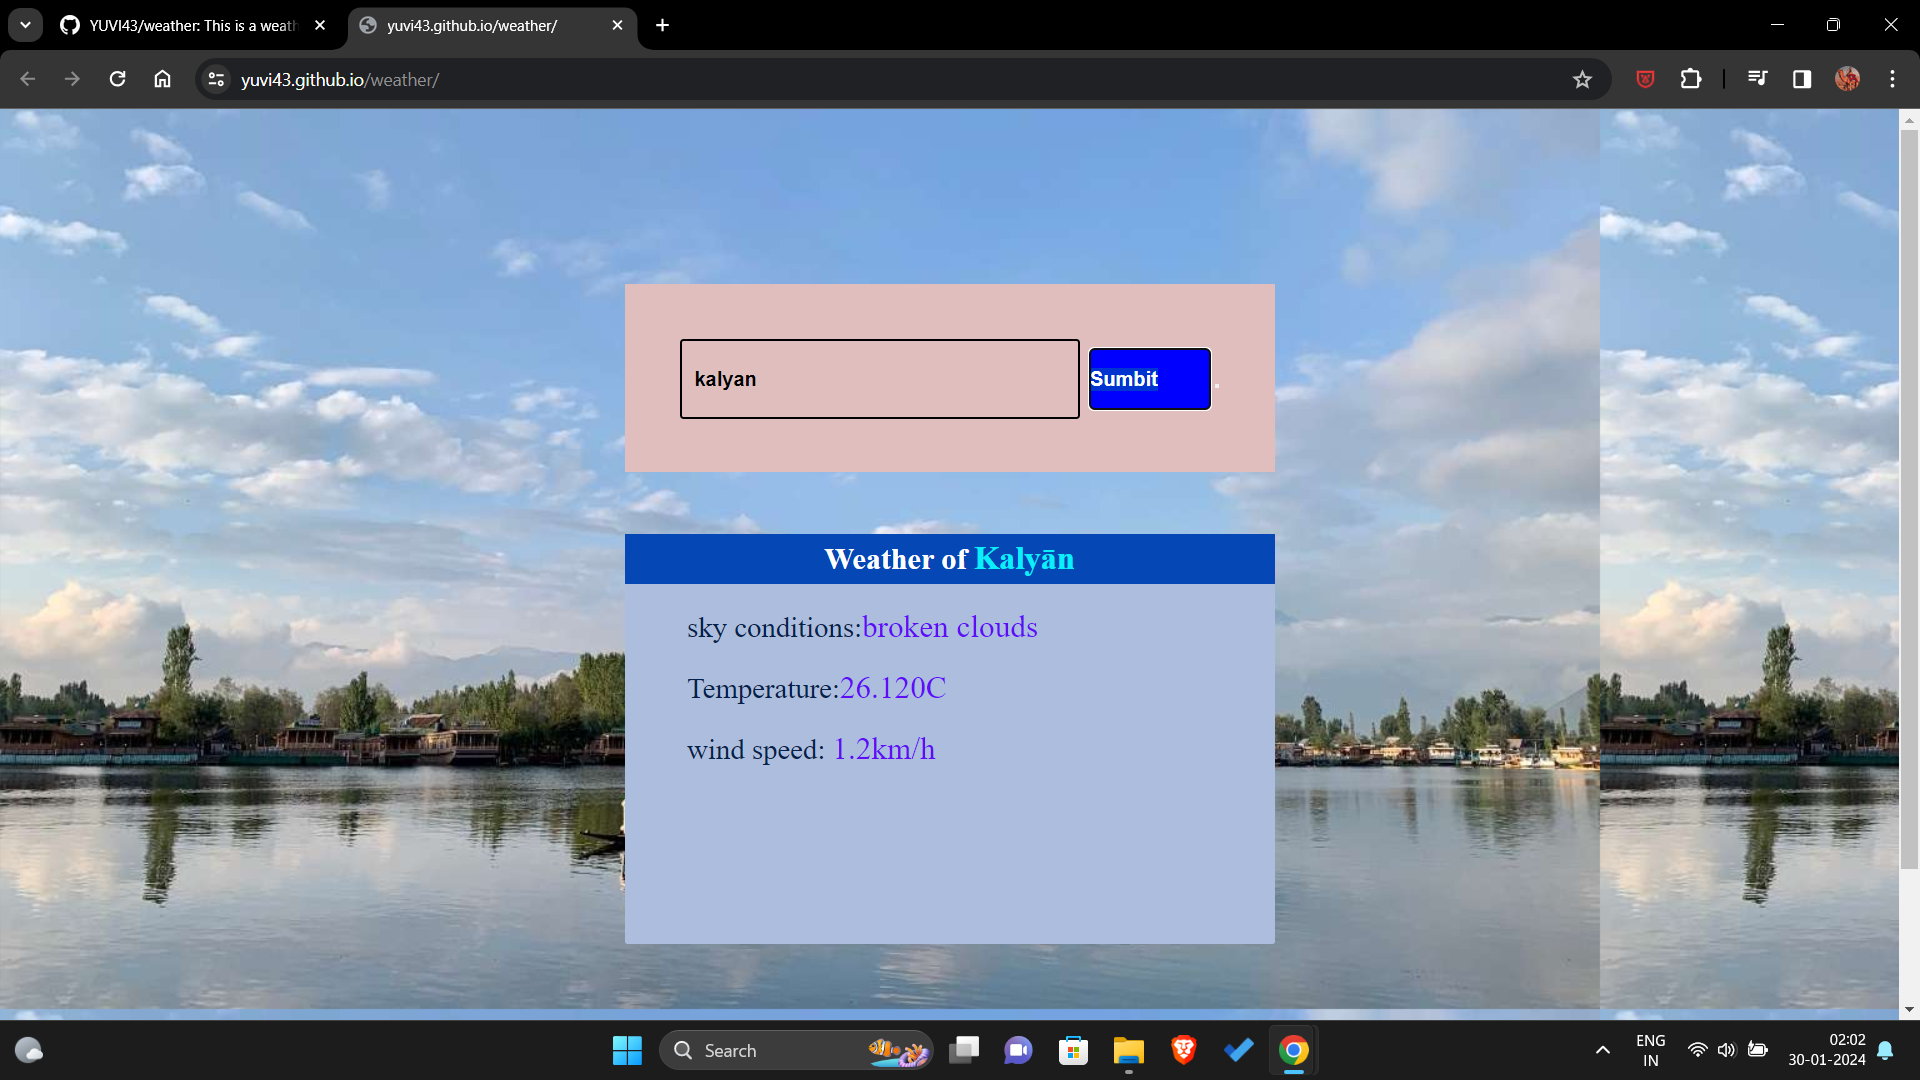 YUVI43/weather: This is a weath
yuvi43.github.io/weather/
yuvi43.github.io/weather/
kalyan
Sumbit
.
Weather of Kalyān
sky conditions:broken clouds
Temperature:26.120C
wind speed: 1.2km/h
Search
ENG
IN
02:02
30-01-2024